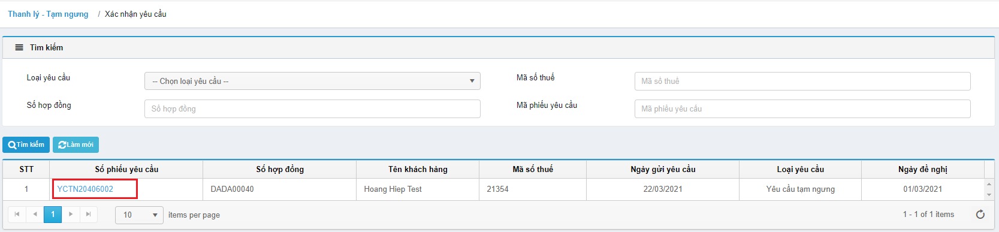 Thanh lý - Tạm ngưng / Xác nhận yêu cầu
Tìm kiếm
Loại yêu cầu -- Chọn loại yêu cầu -- Mã số thuế Mã số thuế
Số hợp đồng Số hợp đồng Mã phiếu yêu cầu Mã phiếu yêu cầu
Tìm kiếm Làm mới
STT Số phiếu yêu cầu Số hợp đồng Tên khách hàng Mã số thuế Ngày gửi yêu cầu Loại yêu cầu Ngày đề nghị
1 YCTN20406002 DADA00040 Hoang Hiep Test 21354 22/03/2021 Yêu cầu tạm ngưng 01/03/2021
1 10 items per page 1 - 1 of 1 items